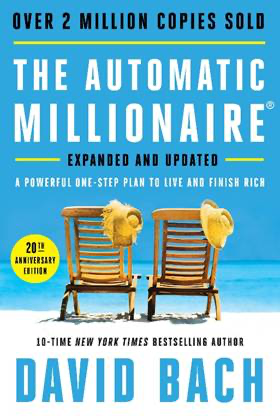 OVER 2 MILLION COPIES SOLD
THE AUTOMATIC
MILLIONAIRE®
EXPANDED AND UPDATED
A POWERFUL ONE-STEP PLAN TO LIVE AND FINISH RICH
20TH
ANNIVERSARY
EDITION
10-TIME NEW YORK TIMES BESTSELLING AUTHOR
DAVID BACH